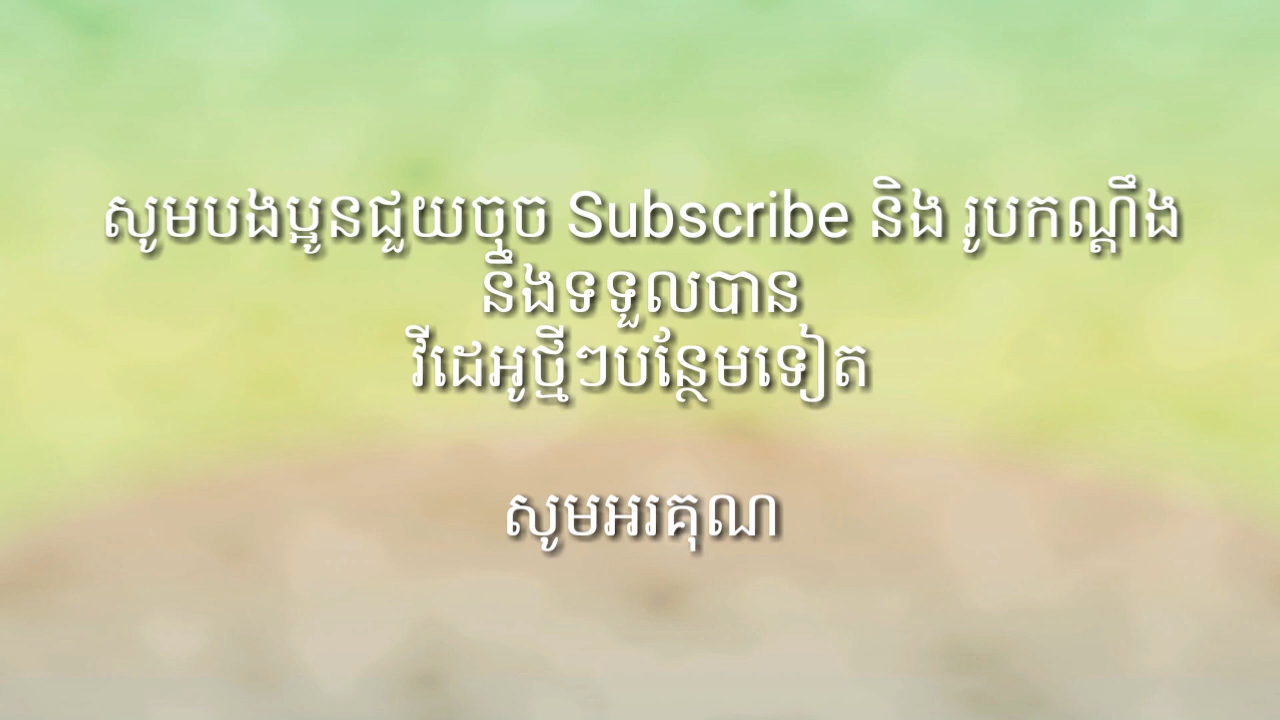 សូមបងប្អូនជួយចុច Subscribe និង រូបកណ្ដឹង
នឹងទទួលបាន
វីដេអូថ្មីៗបន្ថែមទៀត
សូមអរគុណ